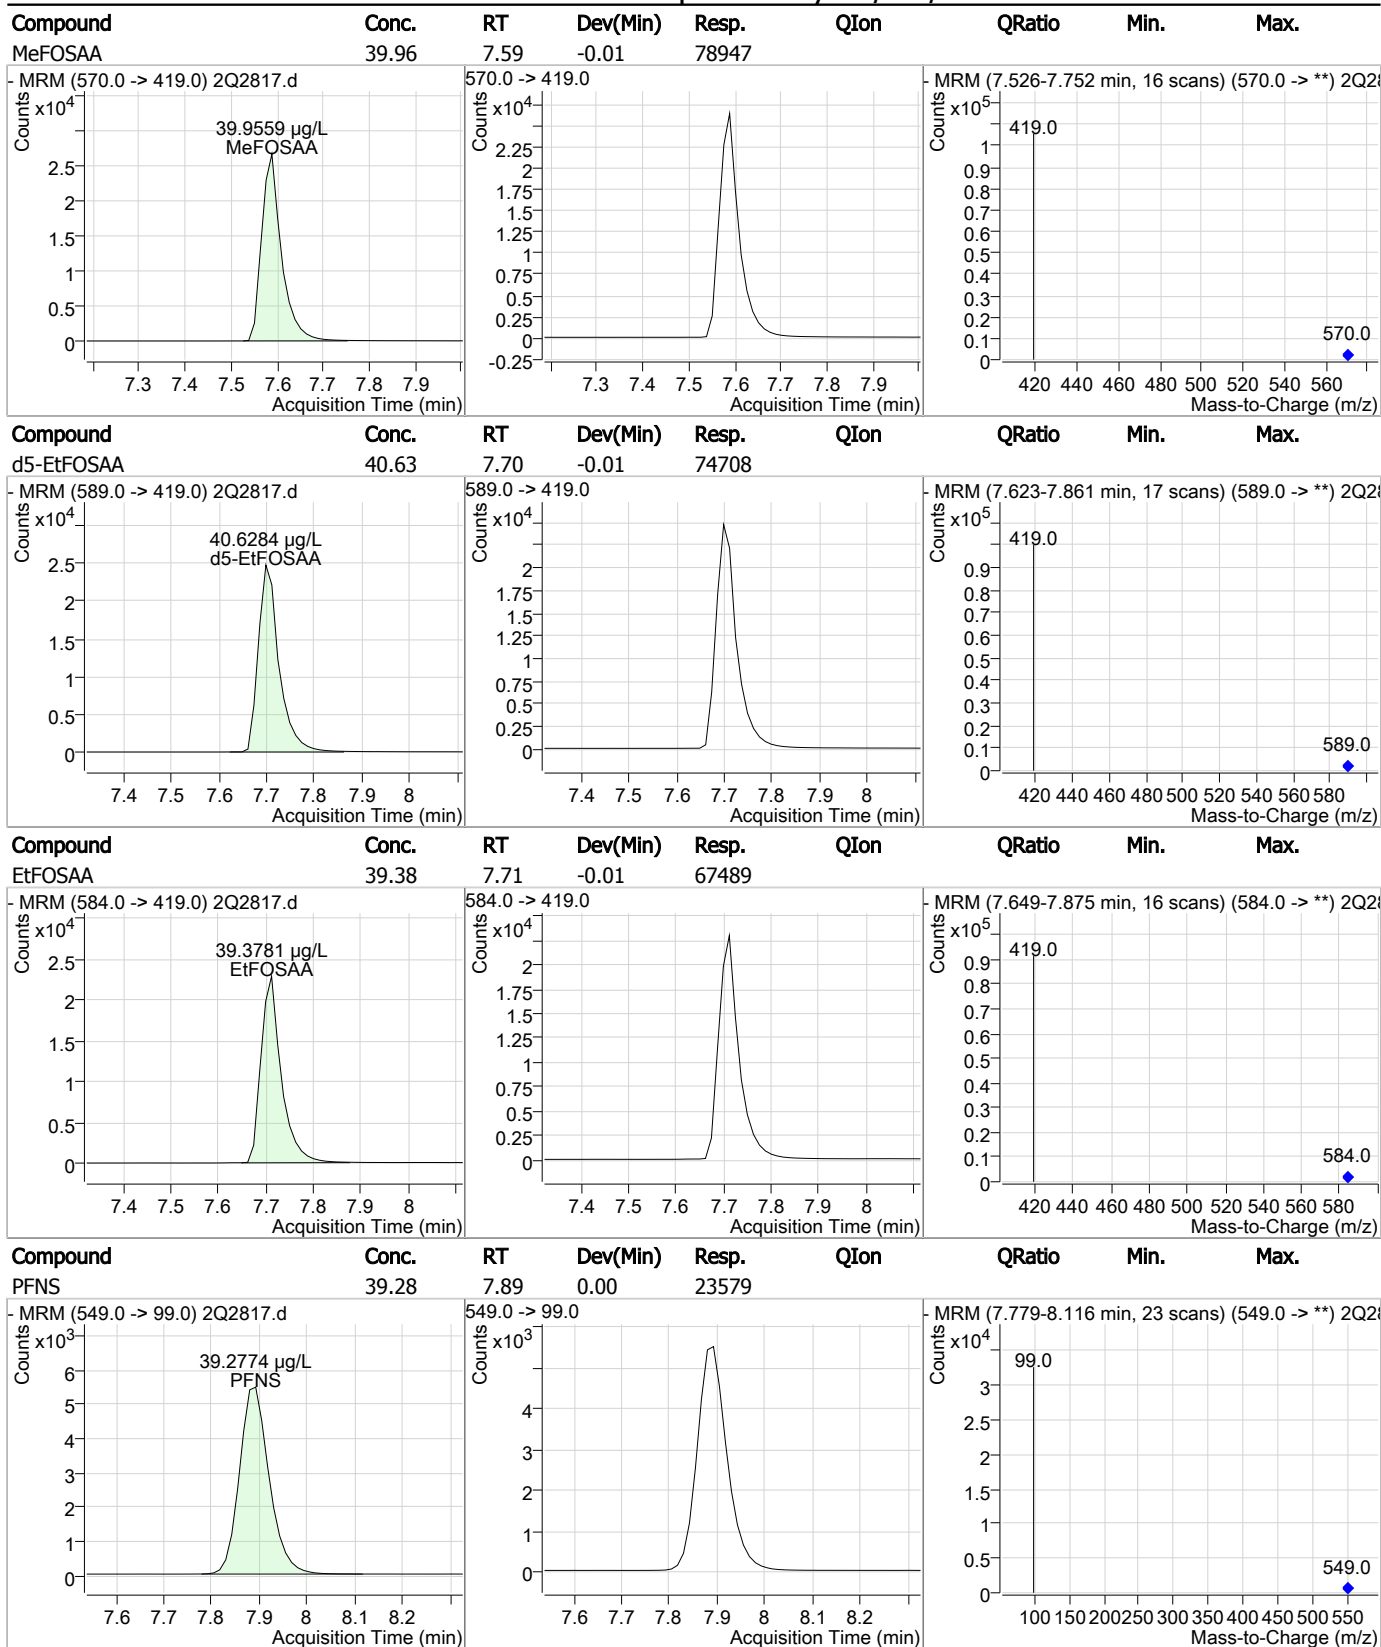 Compound Conc. RT Dev(Min) Resp. QIon QRatio Min. Max.
MeFOSAA 39.96 7.59 -0.01 78947
- MRM (570.0 -> 419.0) 2Q2817.d
Counts
x10⁴
39.9559 µg/L
MeFOSAA
2.5
2
1.5
1
0.5
0
7.3 7.4 7.5 7.6 7.7 7.8 7.9
Acquisition Time (min)
570.0 -> 419.0
Counts
x10⁴
2.25
2
1.75
1.5
1.25
1
0.75
0.5
0.25
0
-0.25
7.3 7.4 7.5 7.6 7.7 7.8 7.9
Acquisition Time (min)
- MRM (7.526-7.752 min, 16 scans) (570.0 -> **) 2Q2
Counts
x10⁵
419.0
1
0.9
0.8
0.7
0.6
0.5
0.4
0.3
0.2
0.1
0
570.0
420 440 460 480 500 520 540 560
Mass-to-Charge (m/z)
Compound Conc. RT Dev(Min) Resp. QIon QRatio Min. Max.
d5-EtFOSAA 40.63 7.70 -0.01 74708
- MRM (589.0 -> 419.0) 2Q2817.d
Counts
x10⁴
40.6284 µg/L
d5-EtFOSAA
2.5
2
1.5
1
0.5
0
7.4 7.5 7.6 7.7 7.8 7.9 8
Acquisition Time (min)
589.0 -> 419.0
Counts
x10⁴
2
1.75
1.5
1.25
1
0.75
0.5
0.25
0
7.4 7.5 7.6 7.7 7.8 7.9 8
Acquisition Time (min)
- MRM (7.623-7.861 min, 17 scans) (589.0 -> **) 2Q2
Counts
x10⁵
419.0
0.9
0.8
0.7
0.6
0.5
0.4
0.3
0.2
0.1
0
589.0
420 440 460 480 500 520 540 560 580
Mass-to-Charge (m/z)
Compound Conc. RT Dev(Min) Resp. QIon QRatio Min. Max.
EtFOSAA 39.38 7.71 -0.01 67489
- MRM (584.0 -> 419.0) 2Q2817.d
Counts
x10⁴
39.3781 µg/L
EtFOSAA
2.5
2
1.5
1
0.5
0
7.4 7.5 7.6 7.7 7.8 7.9 8
Acquisition Time (min)
584.0 -> 419.0
Counts
x10⁴
2
1.75
1.5
1.25
1
0.75
0.5
0.25
0
7.4 7.5 7.6 7.7 7.8 7.9 8
Acquisition Time (min)
- MRM (7.649-7.875 min, 16 scans) (584.0 -> **) 2Q2
Counts
x10⁵
419.0
0.9
0.8
0.7
0.6
0.5
0.4
0.3
0.2
0.1
0
584.0
420 440 460 480 500 520 540 560 580
Mass-to-Charge (m/z)
Compound Conc. RT Dev(Min) Resp. QIon QRatio Min. Max.
PFNS 39.28 7.89 0.00 23579
- MRM (549.0 -> 99.0) 2Q2817.d
Counts
x10³
39.2774 µg/L
PFNS
6
5
4
3
2
1
0
7.6 7.7 7.8 7.9 8 8.1 8.2
Acquisition Time (min)
549.0 -> 99.0
Counts
x10³
4
3
2
1
0
7.6 7.7 7.8 7.9 8 8.1 8.2
Acquisition Time (min)
- MRM (7.779-8.116 min, 23 scans) (549.0 -> **) 2Q2
Counts
x10⁴
99.0
3
2.5
2
1.5
1
0.5
0
549.0
100 150 200 250 300 350 400 450 500 550
Mass-to-Charge (m/z)